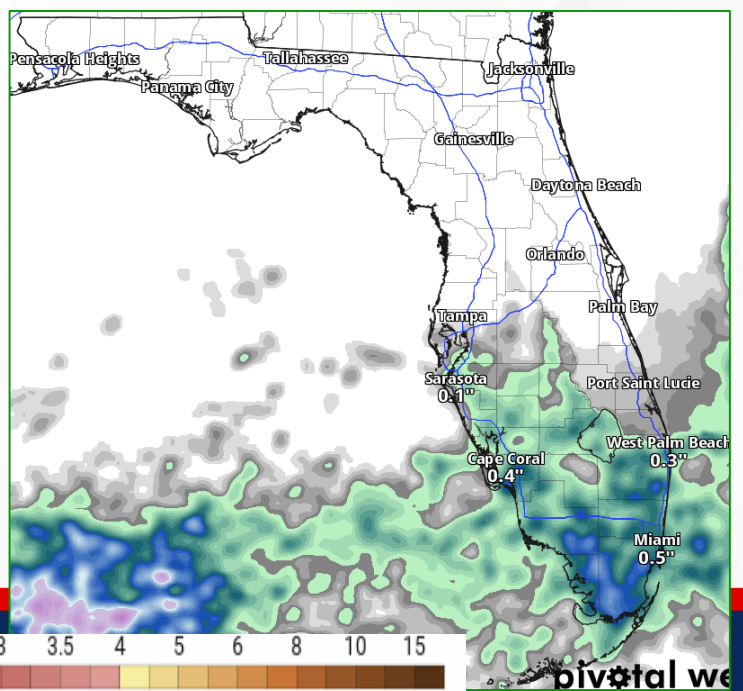 Pensacola Heights
Tallahassee
Jacksonville
Panama City
Gainesville
Daytona Beach
Orlando
Palm Bay
Tampa
Sarasota
0.1"
Port Saint Lucie
West Palm Beach
0.3"
Cape Coral
0.4"
Miami
0.5"
3.5 4 5 6 8 10 15
pivotal we